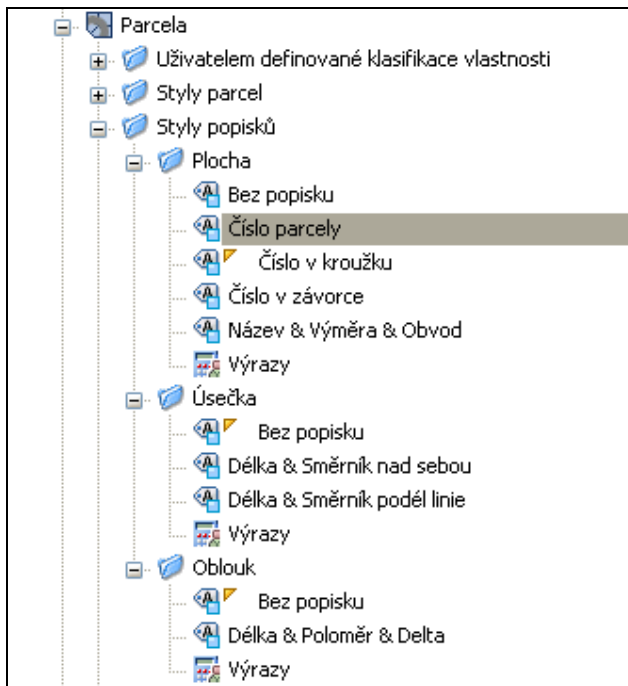 Parcela
Uživatelem definované klasifikace vlastnosti
Styly parcel
Styly popisků
Plocha
Bez popisku
Číslo parcely
Číslo v kroužku
Číslo v závorce
Název & Výměra & Obvod
Výrazy
Úsečka
Bez popisku
Délka & Směrník nad sebou
Délka & Směrník podél linie
Výrazy
Oblouk
Bez popisku
Délka & Poloměr & Delta
Výrazy